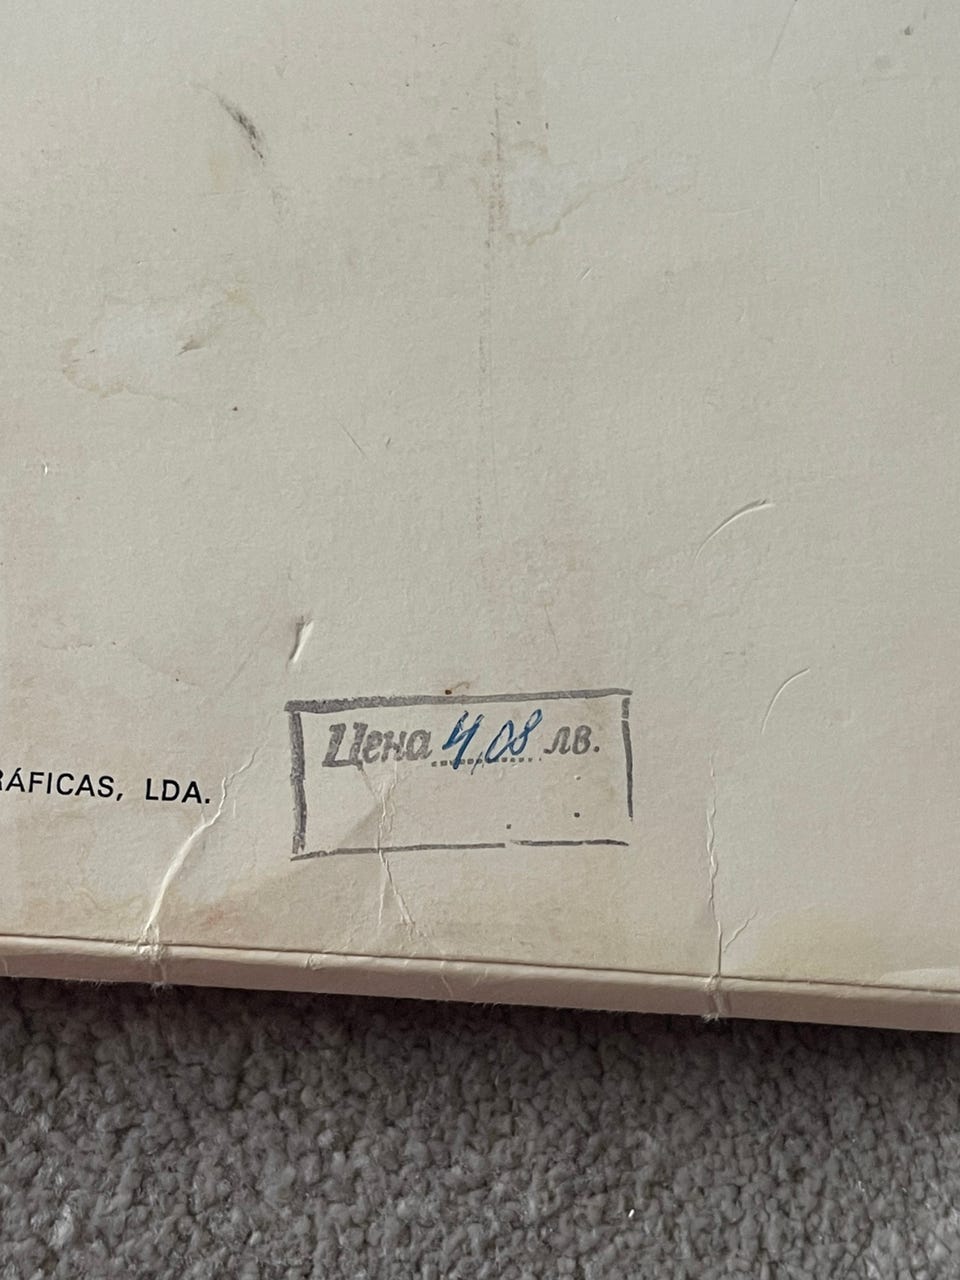 RÁFICAS, LDA.
Цена 4,08 лв.